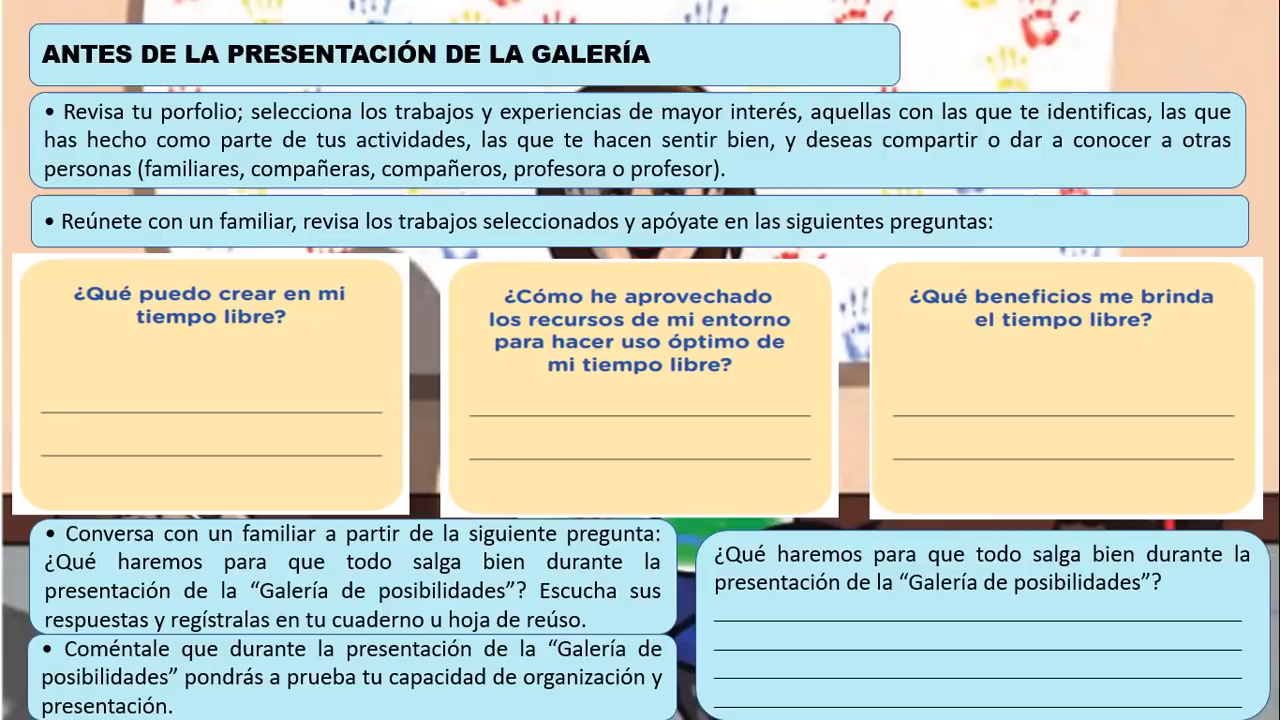 ANTES DE LA PRESENTACIÓN DE LA GALERÍA
• Revisa tu porfolio; selecciona los trabajos y experiencias de mayor interés, aquellas con las que te identificas, las que
has hecho como parte de tus actividades, las que te hacen sentir bien, y deseas compartir o dar a conocer a otras
personas (familiares, compañeras, compañeros, profesora o profesor).
• Reúnete con un familiar, revisa los trabajos seleccionados y apóyate en las siguientes preguntas:
¿Qué puedo crear en mi
tiempo libre?
¿Cómo he aprovechado
los recursos de mi entorno
para hacer uso óptimo de
mi tiempo libre?
¿Qué beneficios me brinda
el tiempo libre?
• Conversa con un familiar a partir de la siguiente pregunta:
¿Qué haremos para que todo salga bien durante la
presentación de la “Galería de posibilidades”? Escucha sus
respuestas y regístralas en tu cuaderno u hoja de reúso.
• Coméntale que durante la presentación de la “Galería de
posibilidades” pondrás a prueba tu capacidad de organización y
presentación.
¿Qué haremos para que todo salga bien durante la
presentación de la “Galería de posibilidades”?